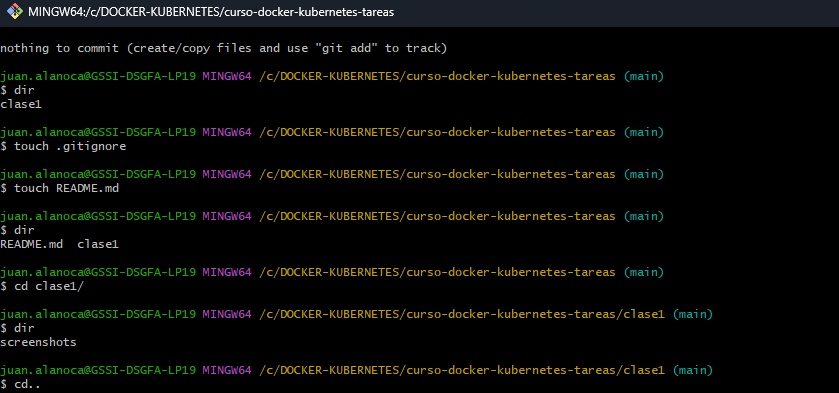 MINGW64:/c/DOCKER-KUBERNETES/curso-docker-kubernetes-tareas
nothing to commit (create/copy files and use "git add" to track)
juan.alanoca@GSSI-DSGFA-LP19 MINGW64 /c/DOCKER-KUBERNETES/curso-docker-kubernetes-tareas (main)
$ dir
clase1
juan.alanoca@GSSI-DSGFA-LP19 MINGW64 /c/DOCKER-KUBERNETES/curso-docker-kubernetes-tareas (main)
$ touch .gitignore
juan.alanoca@GSSI-DSGFA-LP19 MINGW64 /c/DOCKER-KUBERNETES/curso-docker-kubernetes-tareas (main)
$ touch README.md
juan.alanoca@GSSI-DSGFA-LP19 MINGW64 /c/DOCKER-KUBERNETES/curso-docker-kubernetes-tareas (main)
$ dir
README.md  clase1
juan.alanoca@GSSI-DSGFA-LP19 MINGW64 /c/DOCKER-KUBERNETES/curso-docker-kubernetes-tareas (main)
$ cd clase1/
juan.alanoca@GSSI-DSGFA-LP19 MINGW64 /c/DOCKER-KUBERNETES/curso-docker-kubernetes-tareas/clase1 (main)
$ dir
screenshots
juan.alanoca@GSSI-DSGFA-LP19 MINGW64 /c/DOCKER-KUBERNETES/curso-docker-kubernetes-tareas/clase1 (main)
$ cd..